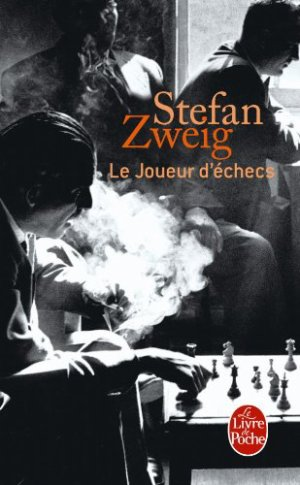 Stefan
Zweig
Le Joueur d'échecs
Le
Livre
de
Poche